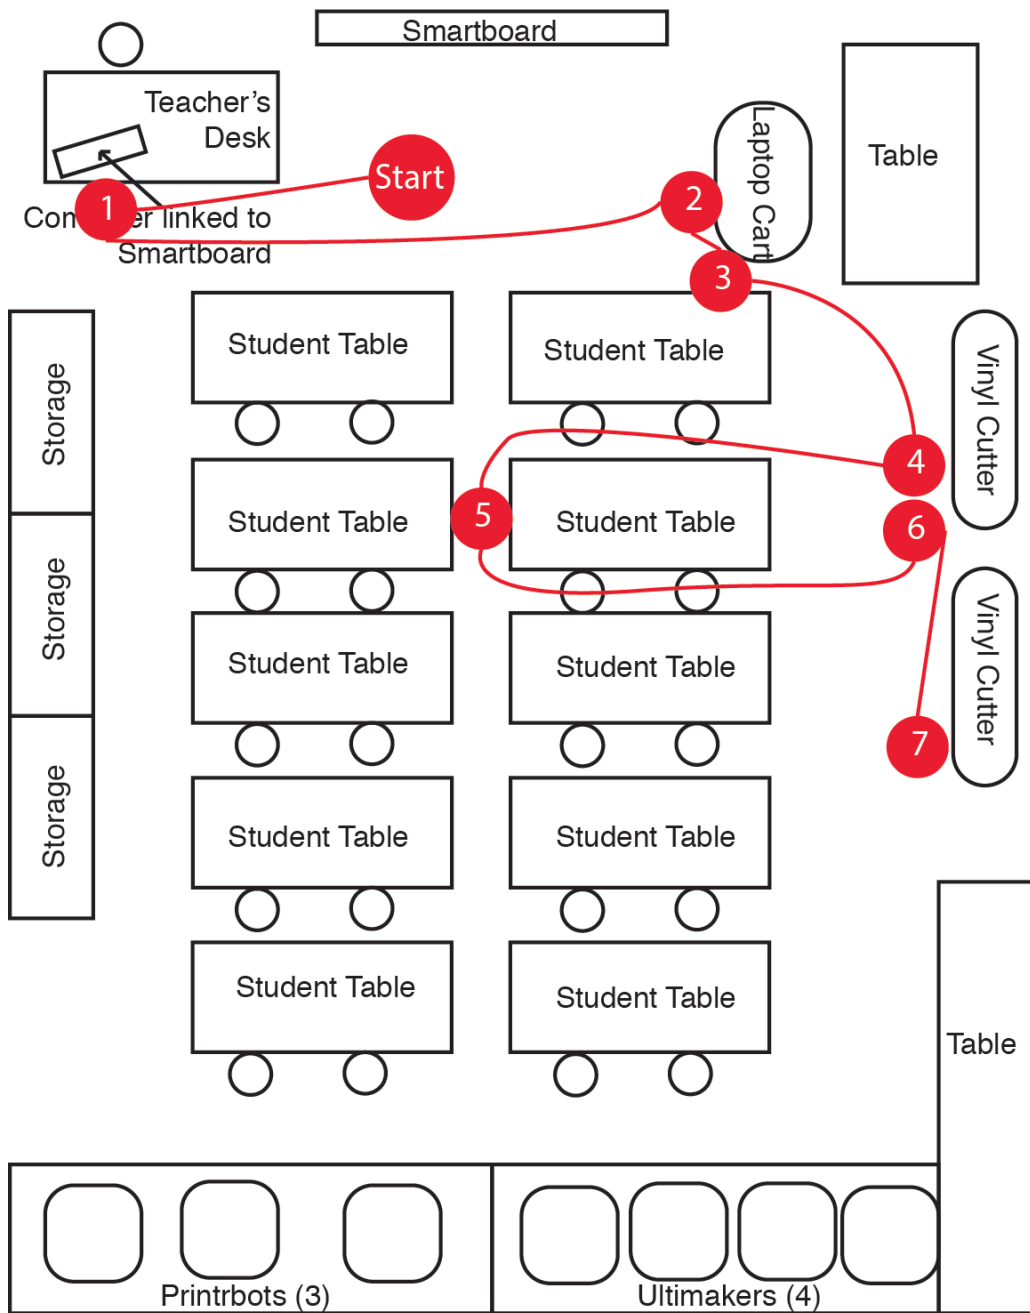 Smartboard
Teacher's
Desk
Start
Laptop Cart
Table
1
2
linked to
Smartboard
3
Student Table
Student Table
Storage
Vinyl Cutter
4
Student Table
5
Student Table
6
Storage
Student Table
Student Table
Vinyl Cutter
7
Storage
Student Table
Student Table
Student Table
Student Table
Table
Printrbots (3)
Ultimakers (4)